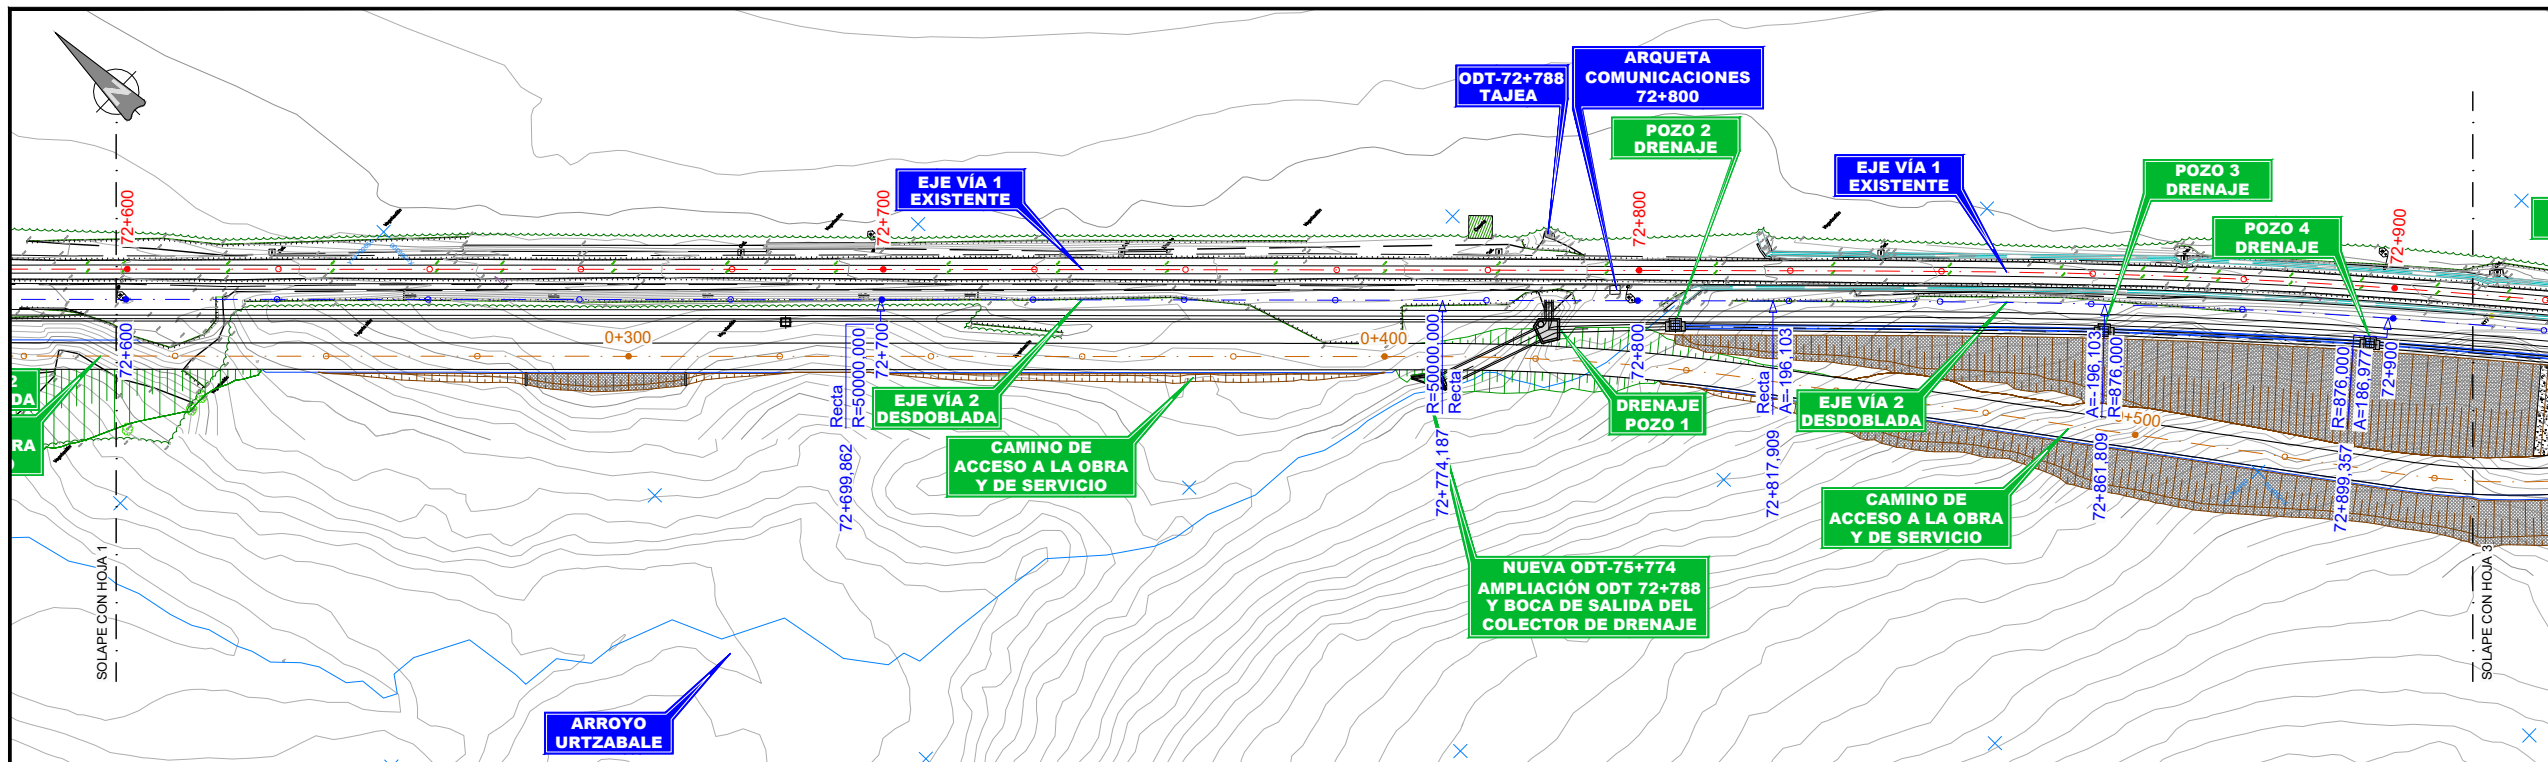 ARQUETA
COMUNICACIONES
72+800
ODT-72+788
TAJEA
POZO 2
DRENAJE
EJE VÍA 1
EXISTENTE
EJE VÍA 1
EXISTENTE
POZO 3
DRENAJE
POZO 4
DRENAJE
N
72+600
72+700
72+800
72+900
72+600
72+700
72+800
72+900
0+300
0+400
+500
Recta
R=50000,000
72+699,862
R=50000,000
Recta
72+774,187
Recta
A=-196,103
72+817,909
A=-196,103
R=876,000
72+861,809
R=876,000
A=186,977
72+899,357
2
DA
RA
EJE VÍA 2
DESDOBLADA
CAMINO DE
ACCESO A LA OBRA
Y DE SERVICIO
DRENAJE
POZO 1
EJE VÍA 2
DESDOBLADA
CAMINO DE
ACCESO A LA OBRA
Y DE SERVICIO
NUEVA ODT-75+774
AMPLIACIÓN ODT 72+788
Y BOCA DE SALIDA DEL
COLECTOR DE DRENAJE
ARROYO
URTZABALE
SOLAPE CON HOJA 1
SOLAPE CON HOJA 3